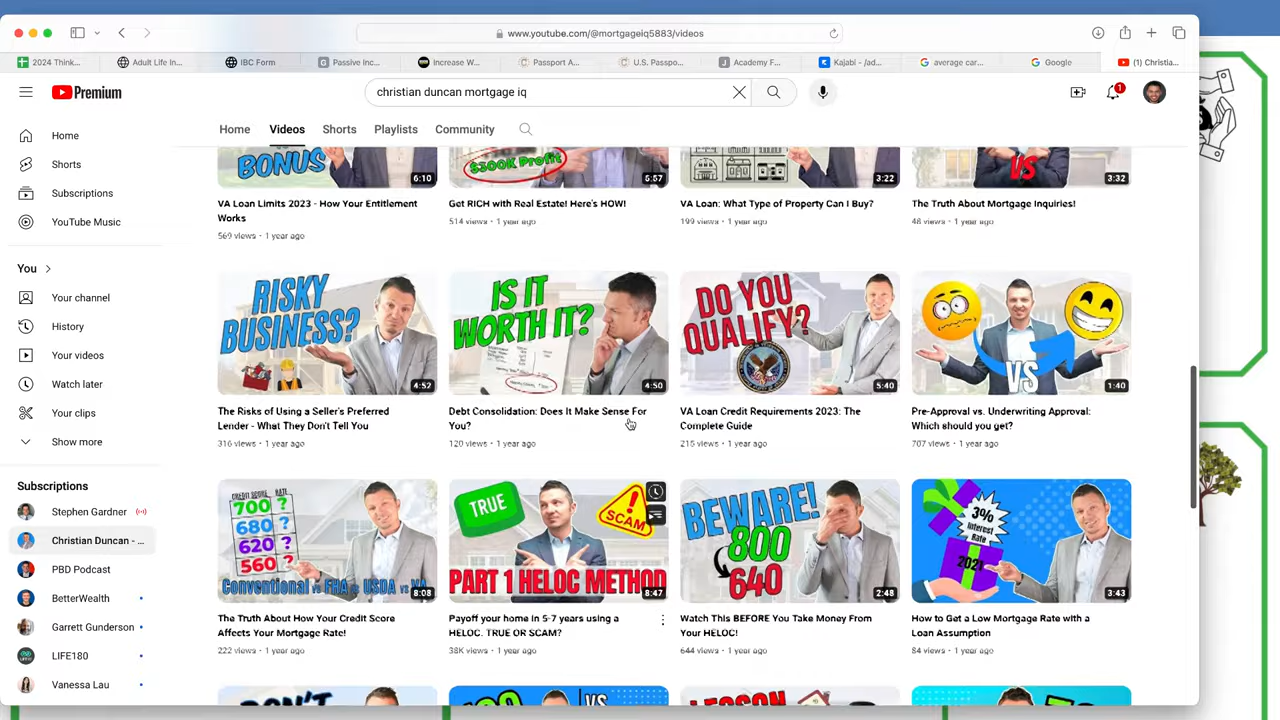 www.youtube.com/@mortgageiq5883/videos
2024 Think...
Adult Life In...
IBC Form
Passive Inc...
Increase W...
Passport A...
U.S. Passpo...
Academy F...
Kajabi - /ad...
average car...
Google
(1) Christia...
Premium
christian duncan mortgage iq
1
Home
Videos
Shorts
Playlists
Community
Home
Shorts
Subscriptions
YouTube Music
You
Your channel
History
Your videos
Watch later
Your clips
Show more
Subscriptions
Stephen Gardner
Christian Duncan - ...
PBD Podcast
BetterWealth
Garrett Gunderson
LIFE180
Vanessa Lau
BONUS
6:10
$300K Profit
5:57
3:22
VS
3:32
VA Loan Limits 2023 - How Your Entitlement
Works
569 views • 1 year ago
Get RICH with Real Estate! Here's HOW!
514 views • 1 year ago
VA Loan: What Type of Property Can I Buy?
199 views • 1 year ago
The Truth About Mortgage Inquiries!
48 views • 1 year ago
RISKY
BUSINESS?
4:52
IS IT
WORTH IT?
4:50
DO YOU
QUALIFY?
5:40
VS
1:40
The Risks of Using a Seller's Preferred
Lender - What They Don't Tell You
316 views • 1 year ago
Debt Consolidation: Does It Make Sense For
You?
120 views • 1 year ago
VA Loan Credit Requirements 2023: The
Complete Guide
215 views • 1 year ago
Pre-Approval vs. Underwriting Approval:
Which should you get?
707 views • 1 year ago
CREDIT SCORE RATE
700 ?
680 ?
620 ?
560 ?
Conventional vs FHA vs USDA vs VA
8:08
TRUE
SCAM
PART 1 HELOC METHOD
8:47
BEWARE!
800
640
2:48
3%
Interest
Rate
2021
3:43
The Truth About How Your Credit Score
Affects Your Mortgage Rate!
222 views • 1 year ago
Payoff your home in 5-7 years using a
HELOC. TRUE OR SCAM?
38K views • 1 year ago
Watch This BEFORE You Take Money From
Your HELOC!
644 views • 1 year ago
How to Get a Low Mortgage Rate with a
Loan Assumption
84 views • 1 year ago
DON'T
VS
LESSON